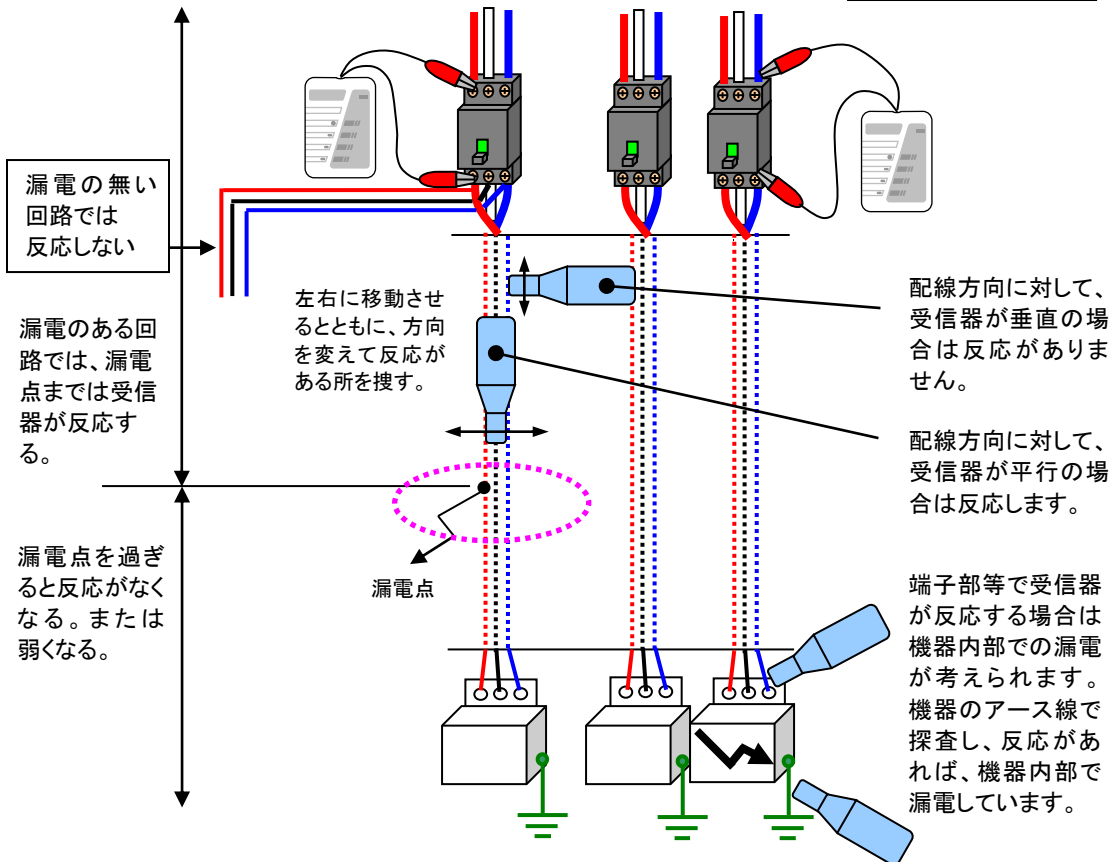 漏電の無い
回路では
反応しない
漏電のある回
路では、漏電
点までは受信
器が反応す
る。
漏電点を過ぎ
ると反応がなく
なる。または
弱くなる。
左右に移動させ
るとともに、方向
を変えて反応が
ある所を捜す。
漏電点
配線方向に対して、
受信器が垂直の場
合は反応がありま
せん。
配線方向に対して、
受信器が平行の場
合は反応します。
端子部等で受信器
が反応する場合は
機器内部での漏電
が考えられます。
機器のアース線で
探査し、反応があ
れば、機器内部で
漏電しています。